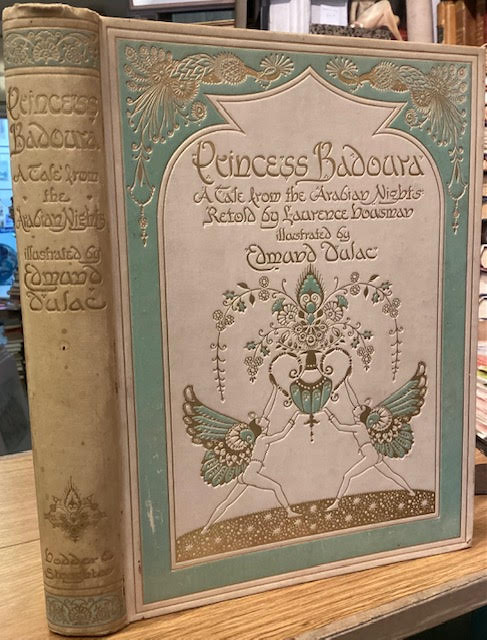 Princess
Badoura
A Tale from
the
Arabian Nights
illustrated by
Edmund
Dulac
Hodder &
Stoughton
Princess Badoura
A Tale from the Arabian Nights
Retold by Laurence Housman
illustrated by
Edmund Dulac